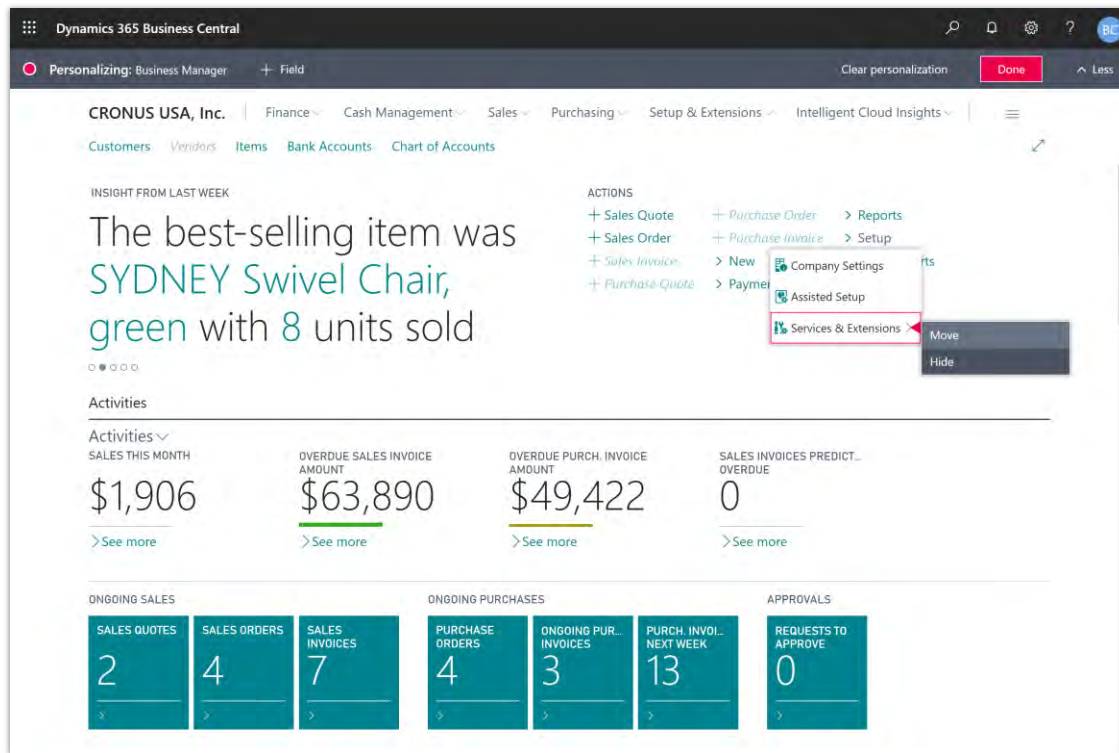 Dynamics 365 Business Central
?
BC
Personalizing: Business Manager
+ Field
Clear personalization
Done
Less
CRONUS USA, Inc.
Finance
Cash Management
Sales
Purchasing
Setup & Extensions
Intelligent Cloud Insights
Customers
Vendors
Items
Bank Accounts
Chart of Accounts
INSIGHT FROM LAST WEEK
The best-selling item was
SYDNEY Swivel Chair,
green with 8 units sold
ACTIONS
+ Sales Quote
+ Sales Order
+ Sales Invoice
+ Purchase Quote
+ Purchase Order
+ Purchase Invoice
> New
> Paymen
> Reports
> Setup
rts
Company Settings
Assisted Setup
Services & Extensions
Move
Hide
Activities
Activities
SALES THIS MONTH
$1,906
>See more
OVERDUE SALES INVOICE
AMOUNT
$63,890
>See more
OVERDUE PURCH. INVOICE
AMOUNT
$49,422
>See more
SALES INVOICES PREDICT...
OVERDUE
0
>See more
ONGOING SALES
SALES QUOTES
2
SALES ORDERS
4
SALES
INVOICES
7
ONGOING PURCHASES
PURCHASE
ORDERS
4
ONGOING PUR...
INVOICES
3
PURCH. INVOI...
NEXT WEEK
13
APPROVALS
REQUESTS TO
APPROVE
0